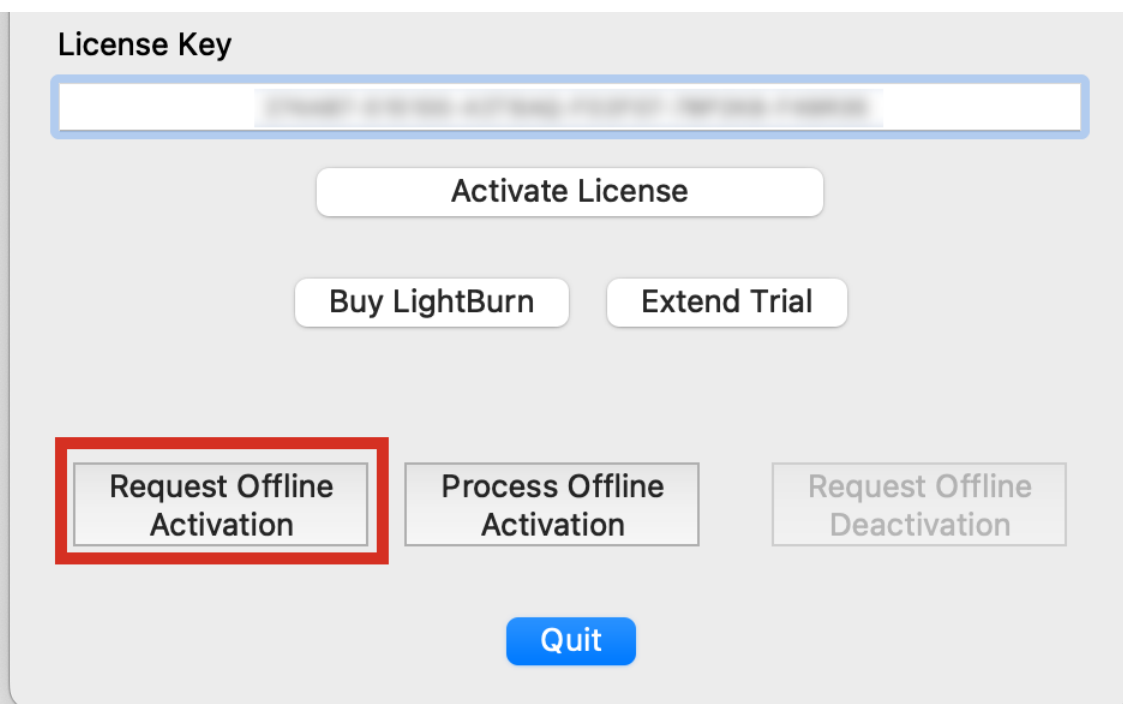 License Key
Activate License
Buy LightBurn
Extend Trial
Request Offline
Activation
Process Offline
Activation
Request Offline
Deactivation
Quit